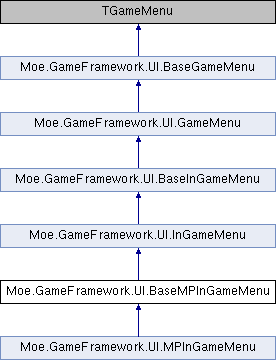 TGameMenu
Moe.GameFramework.UI.BaseGameMenu
Moe.GameFramework.UI.GameMenu
Moe.GameFramework.UI.BaseInGameMenu
Moe.GameFramework.UI.InGameMenu
Moe.GameFramework.UI.BaseMPInGameMenu
Moe.GameFramework.UI.MPInGameMenu